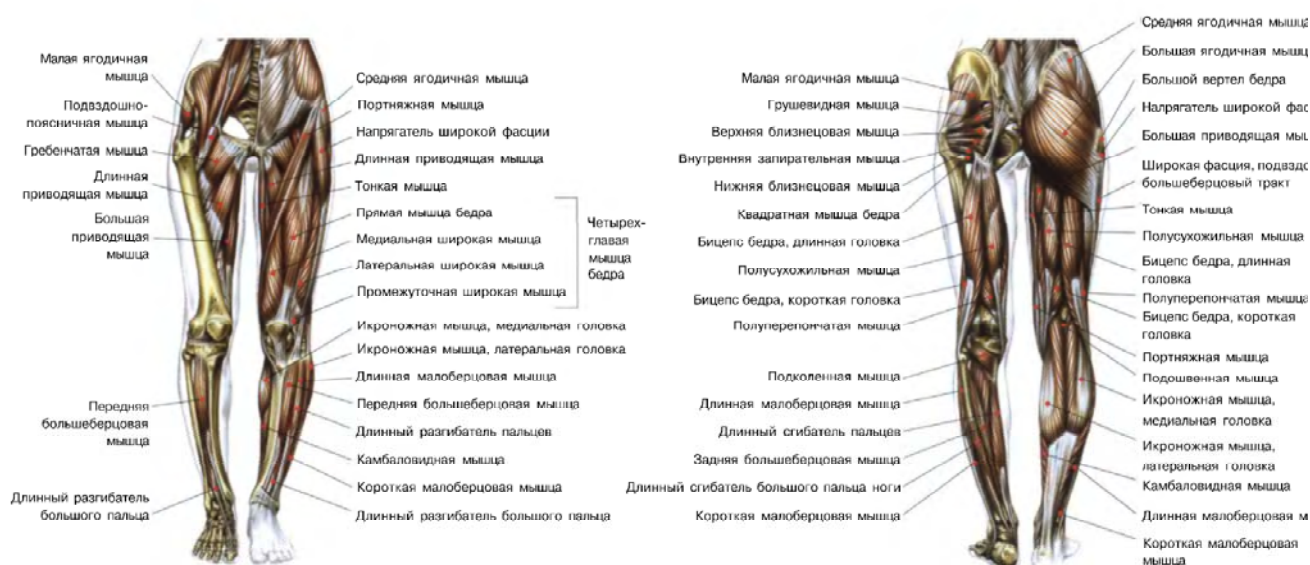 Малая ягодичная
мышца
Подвздошно-
поясничная мышца
Гребенчатая мышца
Длинная
приводящая мышца
Большая
приводящая
мышца
Передняя
большеберцовая
мышца
Длинный разгибатель
большого пальца
Средняя ягодичная мышца
Портняжная мышца
Напрягатель широкой фасции
Длинная приводящая мышца
Тонкая мышца
Прямая мышца бедра
Медиальная широкая мышца
Латеральная широкая мышца
Промежуточная широкая мышца
Четырех-
главая
мышца
бедра
Икроножная мышца, медиальная головка
Икроножная мышца, латеральная головка
Длинная малоберцовая мышца
Передняя большеберцовая мышца
Длинный разгибатель пальцев
Камбаловидная мышца
Короткая малоберцовая мышца
Длинный разгибатель большого пальца
Малая ягодичная мышца
Грушевидная мышца
Верхняя близнецовая мышца
Внутренняя запирательная мышца
Нижняя близнецовая мышца
Квадратная мышца бедра
Бицепс бедра, длинная головка
Полусухожильная мышца
Бицепс бедра, короткая головка
Полуперепончатая мышца
Подколенная мышца
Длинная малоберцовая мышца
Длинный сгибатель пальцев
Задняя большеберцовая мышца
Длинный сгибатель большого пальца ноги
Короткая малоберцовая мышца
Средняя ягодичная мышца
Большая ягодичная мышц
Большой вертел бедра
Напрягатель широкой фас
Большая приводящая мыш
Широкая фасция, подвздо
большеберцовый тракт
Тонкая мышца
Полусухожильная мышца
Бицепс бедра, длинная
головка
Полуперепончатая мышца
Бицепс бедра, короткая
головка
Портняжная мышца
Подошвенная мышца
Икроножная мышца,
медиальная головка
Икроножная мышца,
латеральная головка
Камбаловидная мышца
Длинная малоберцовая м
Короткая малоберцовая
мышца